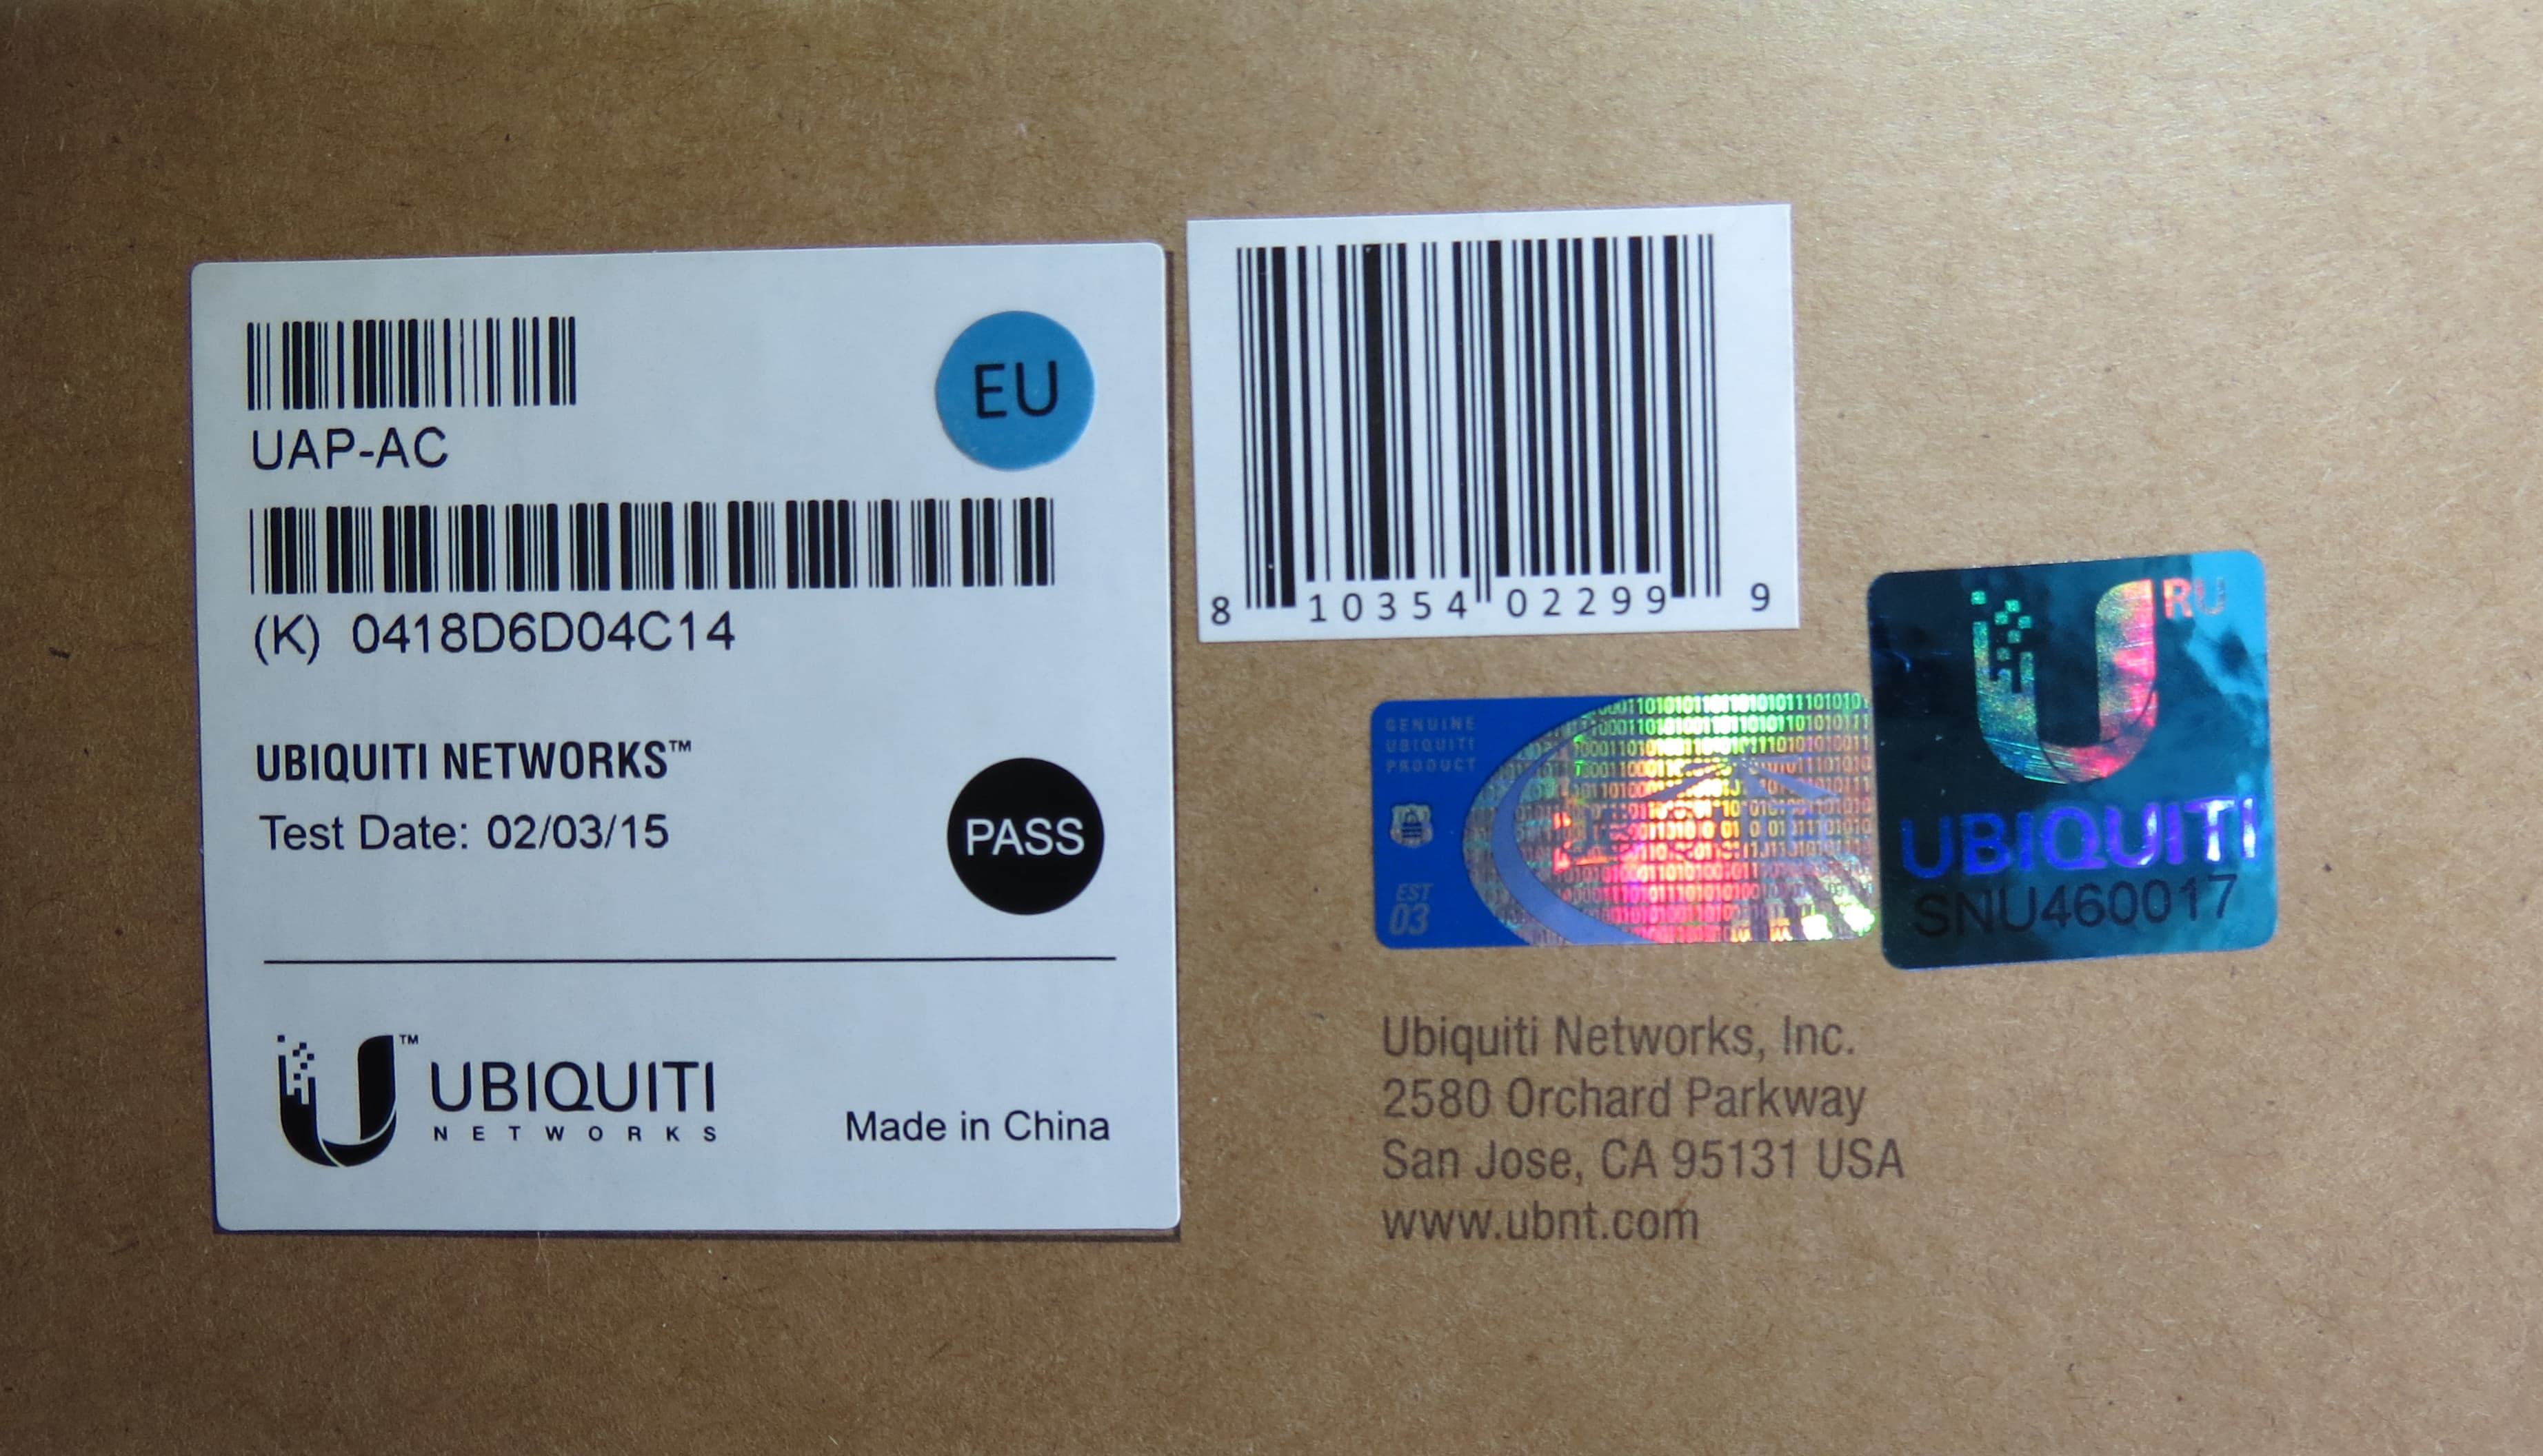 UAP-AC
EU
(K) 0418D6D04C14
UBIQUITI NETWORKS™
Test Date: 02/03/15
PASS
™
UBIQUITI
NETWORKS
Made in China
8 10354 02299 9
GENUINE
UBIQUITI
PRODUCT
EST
03
RU
UBIQUITI
SNU460017
Ubiquiti Networks, Inc.
2580 Orchard Parkway
San Jose, CA 95131 USA
www.ubnt.com